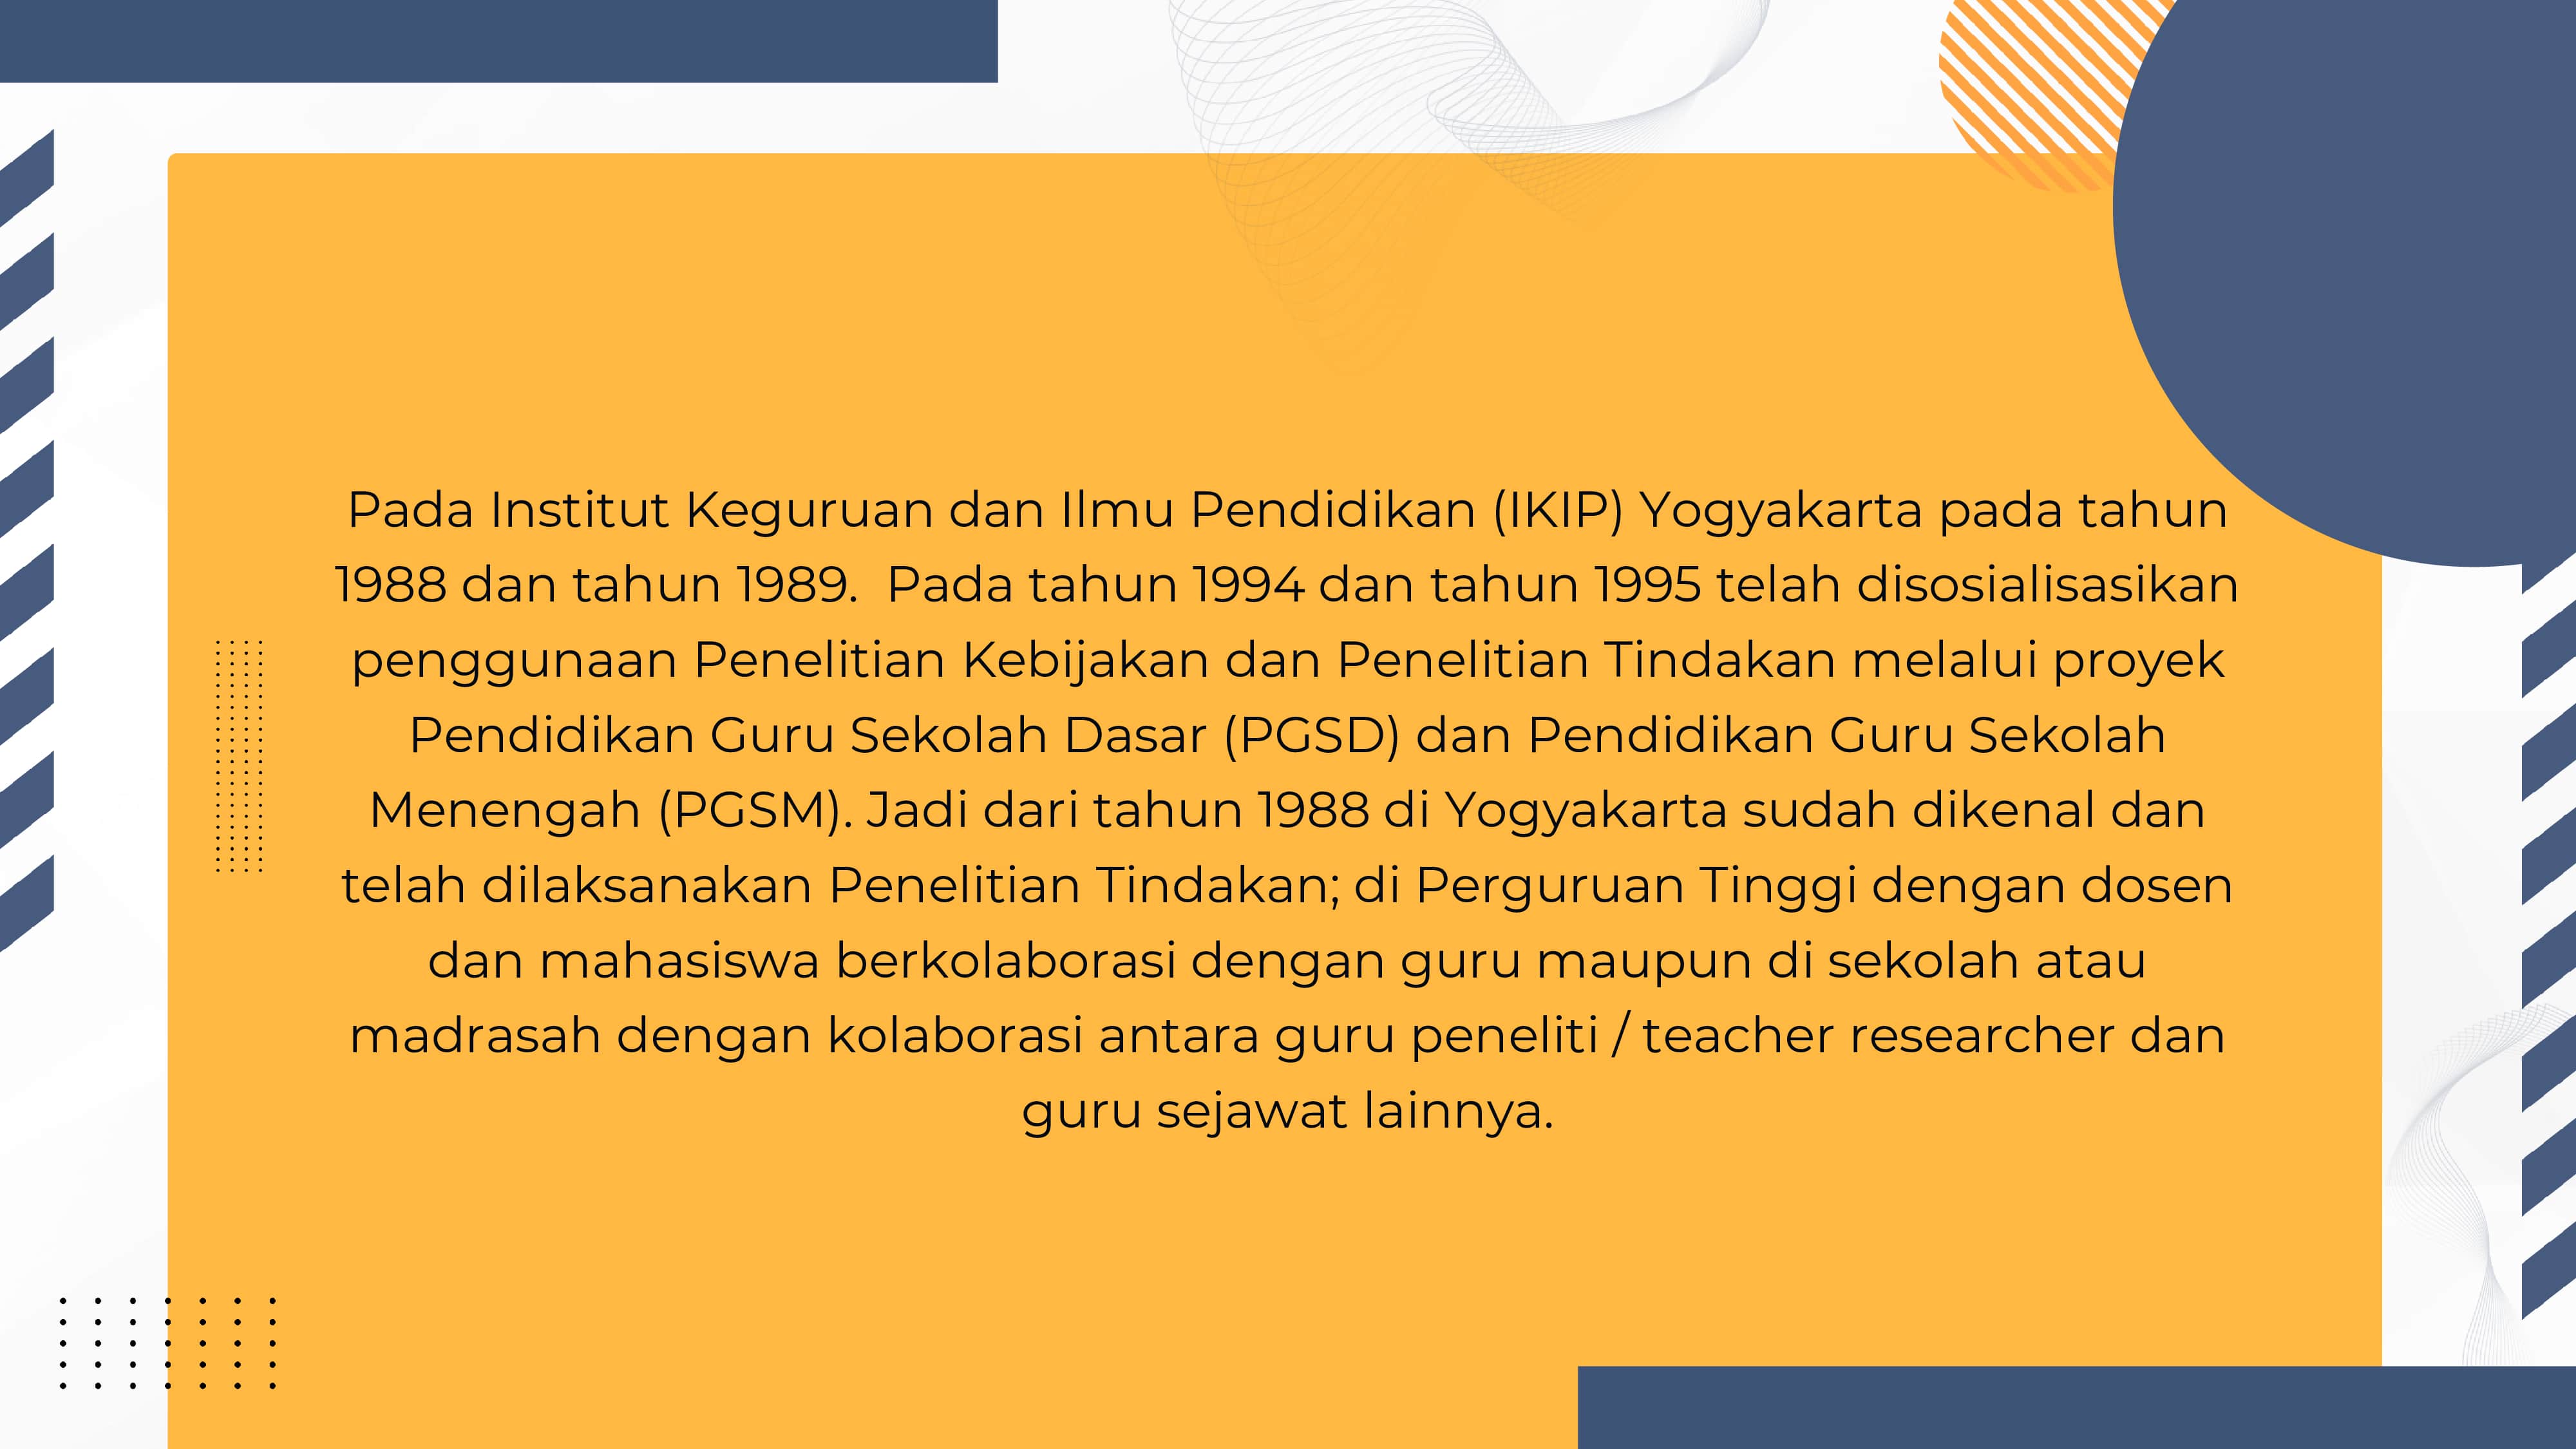 Pada Institut Keguruan dan Ilmu Pendidikan (IKIP) Yogyakarta pada tahun
1988 dan tahun 1989.  Pada tahun 1994 dan tahun 1995 telah disosialisasikan
penggunaan Penelitian Kebijakan dan Penelitian Tindakan melalui proyek
Pendidikan Guru Sekolah Dasar (PGSD) dan Pendidikan Guru Sekolah
Menengah (PGSM). Jadi dari tahun 1988 di Yogyakarta sudah dikenal dan
telah dilaksanakan Penelitian Tindakan; di Perguruan Tinggi dengan dosen
dan mahasiswa berkolaborasi dengan guru maupun di sekolah atau
madrasah dengan kolaborasi antara guru peneliti / teacher researcher dan
guru sejawat lainnya.